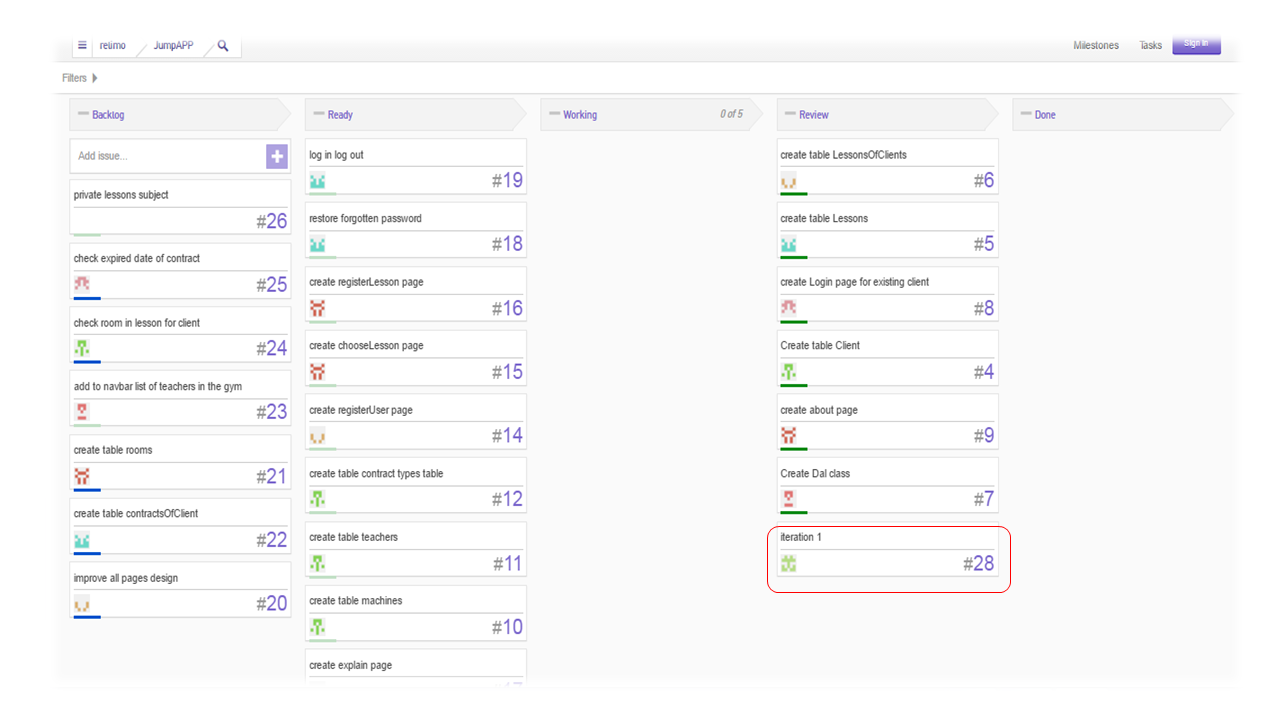 retimo JumpAPP
Milestones Tasks Sign in
Filters
Backlog
Add issue...
private lessons subject
#26
check expired date of contract
#25
check room in lesson for client
#24
add to navbar list of teachers in the gym
#23
create table rooms
#21
create table contractsOfClient
#22
improve all pages design
#20
Ready
log in log out
#19
restore forgotten password
#18
create registerLesson page
#16
create chooseLesson page
#15
create registerUser page
#14
create table contract types table
#12
create table teachers
#11
create table machines
#10
create explain page
Working 0 of 5
Review
create table LessonsOfClients
#6
create table Lessons
#5
create Login page for existing client
#8
Create table Client
#4
create about page
#9
Create Dal class
#7
iteration 1
#28
Done